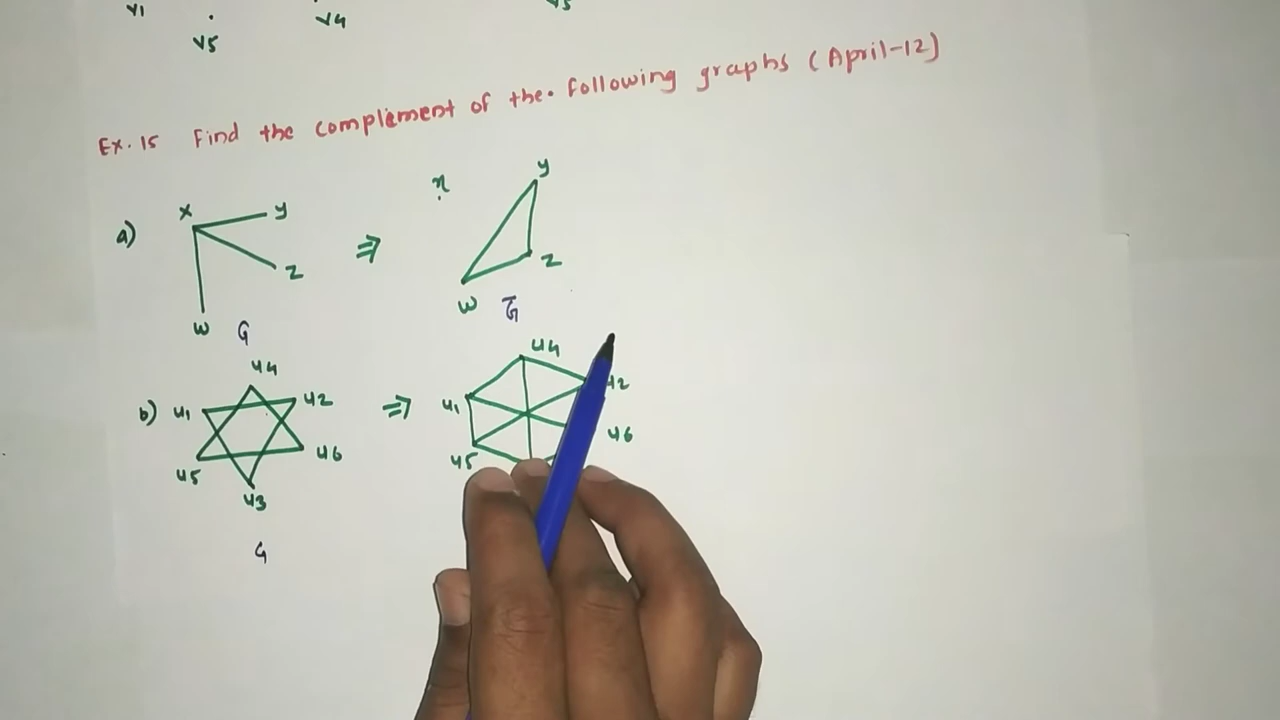 v1
v5
v4
v5
Ex. 15 Find the complement of the following graphs (April-12)
a) x y z w G
⇒ x y z w G̅
b) u1 u4 u2 u6 u3 u5 G
⇒ u4 u1 u2 u5 u6